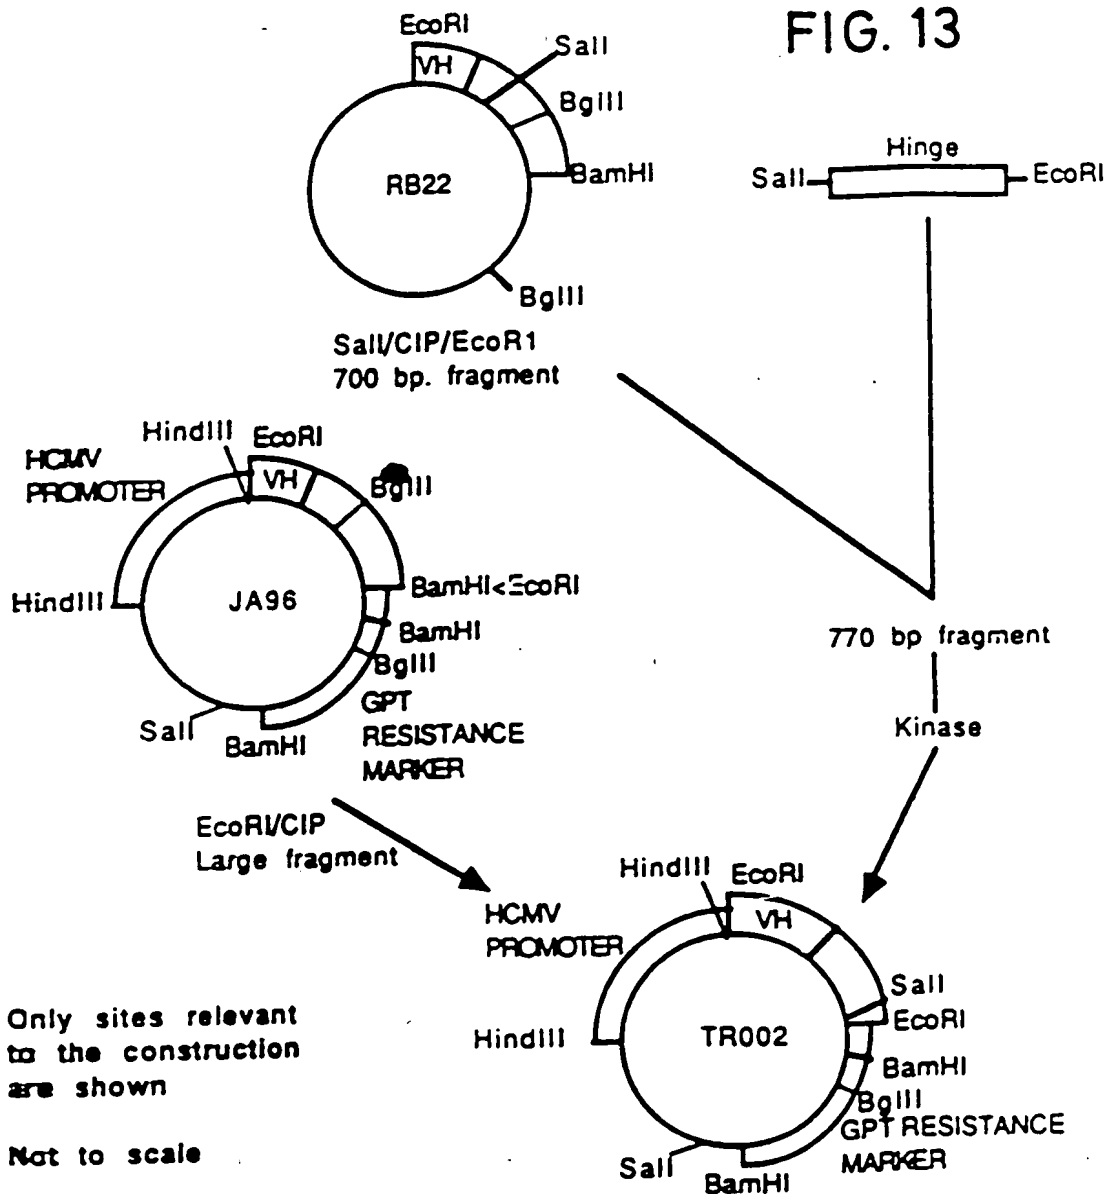 FIG. 13
EcoRI
VH
SalI
BglII
BamHI
RB22
BglII
Hinge
SalI
EcoRI
SalI/CIP/EcoR1
700 bp. fragment
HindIII
EcoRI
HCMV
PROMOTER
VH
BglII
HindIII
JA96
BamHI<EcoRI
BamHI
BglII
SalI
BamHI
GPT
RESISTANCE
MARKER
770 bp fragment
Kinase
EcoRI/CIP
Large fragment
HindIII
EcoRI
HCMV
PROMOTER
VH
SalI
EcoRI
HindIII
TR002
BamHI
BglII
GPT RESISTANCE
MARKER
SalI
BamHI
Only sites relevant
to the construction
are shown
Not to scale